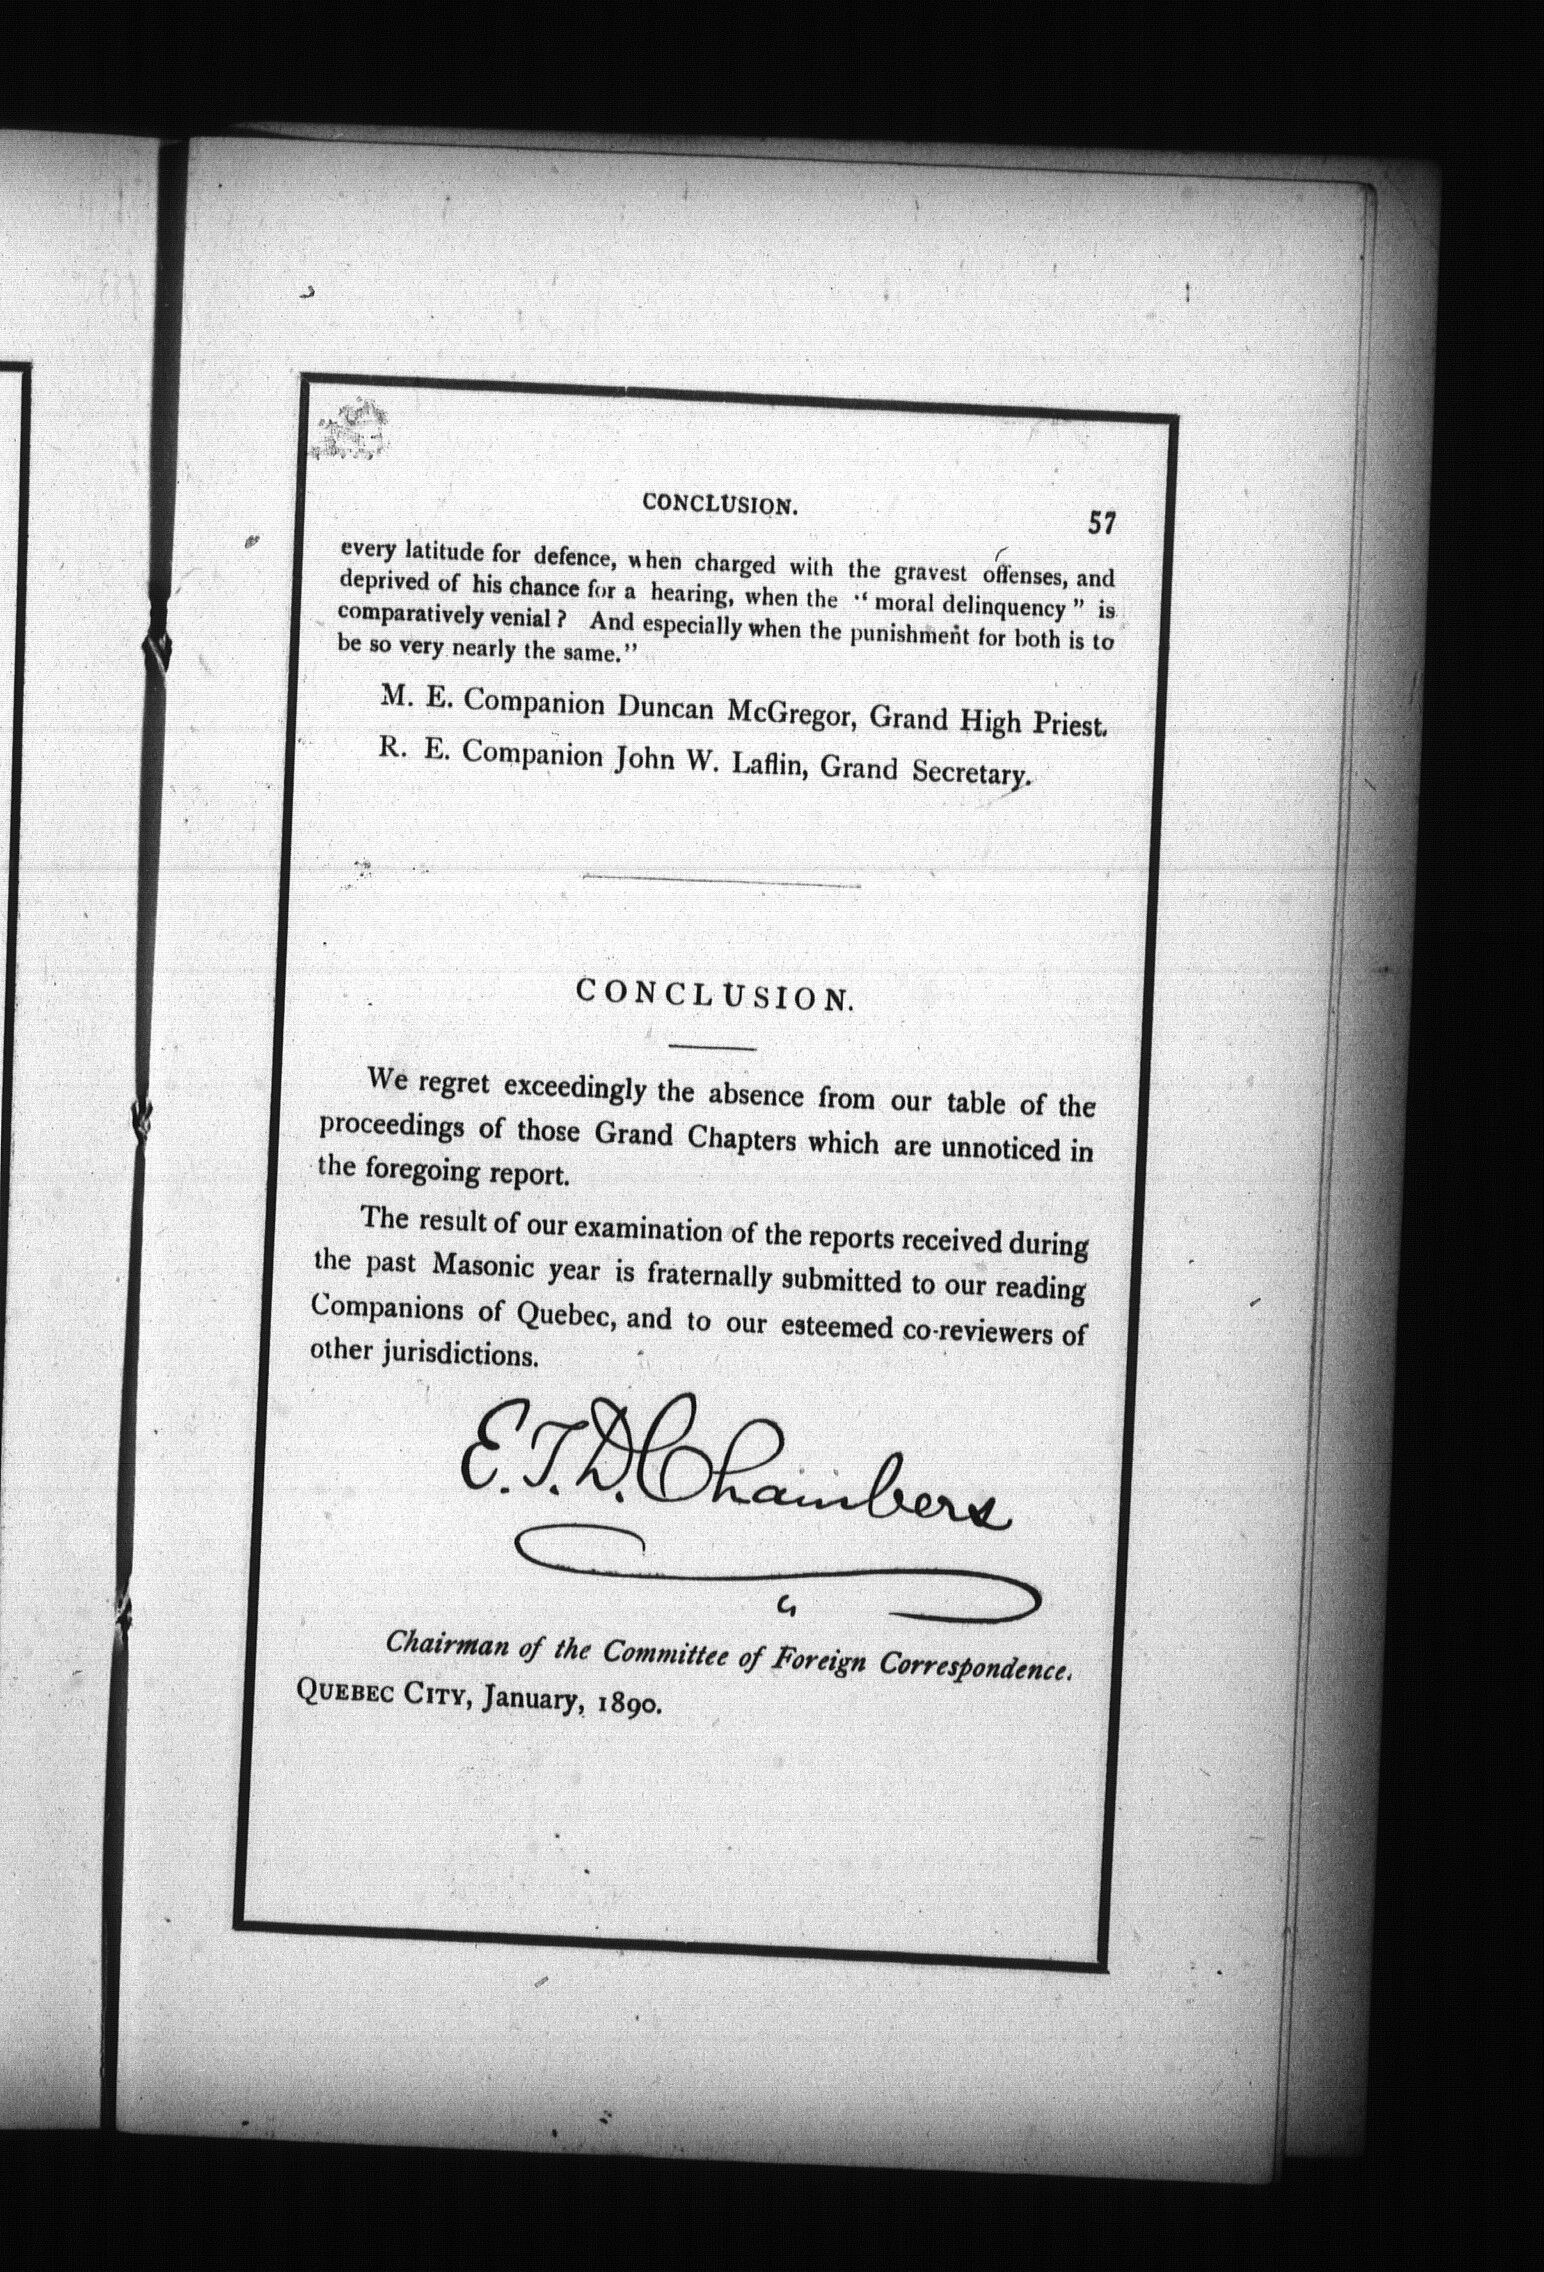 CONCLUSION. 57
every latitude for defence, when charged with the gravest offenses, and
deprived of his chance for a hearing, when the "moral delinquency" is
comparatively venial? And especially when the punishment for both is to
be so very nearly the same."
M. E. Companion Duncan McGregor, Grand High Priest.
R. E. Companion John W. Laflin, Grand Secretary.
CONCLUSION.
We regret exceedingly the absence from our table of the
proceedings of those Grand Chapters which are unnoticed in
the foregoing report.
The result of our examination of the reports received during
the past Masonic year is fraternally submitted to our reading
Companions of Quebec, and to our esteemed co-reviewers of
other jurisdictions.
E. T. D. Chambers
Chairman of the Committee of Foreign Correspondence.
QUEBEC CITY, January, 1890.